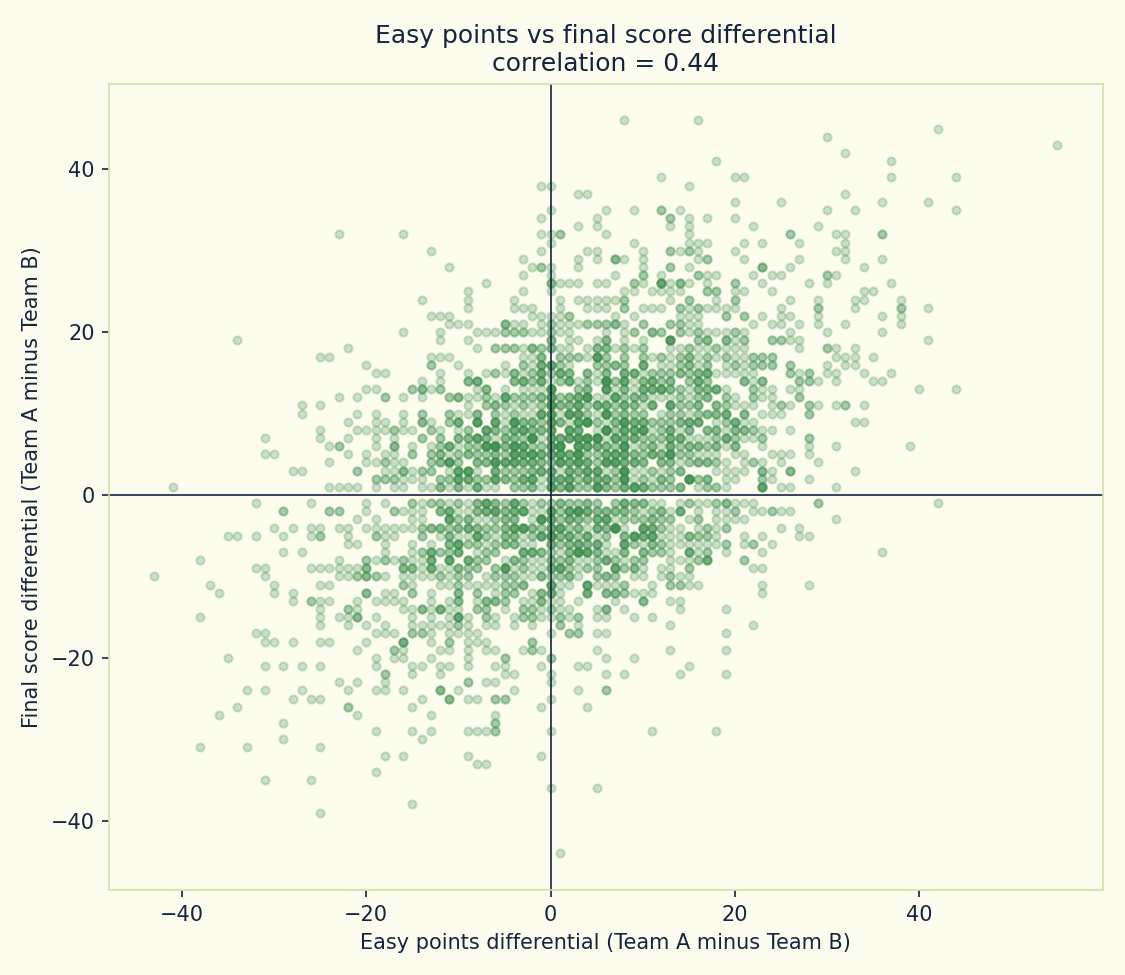 Easy points vs final score differential
correlation = 0.44
Final score differential (Team A minus Team B)
40
20
0
−20
−40
−40
−20
0
20
40
Easy points differential (Team A minus Team B)